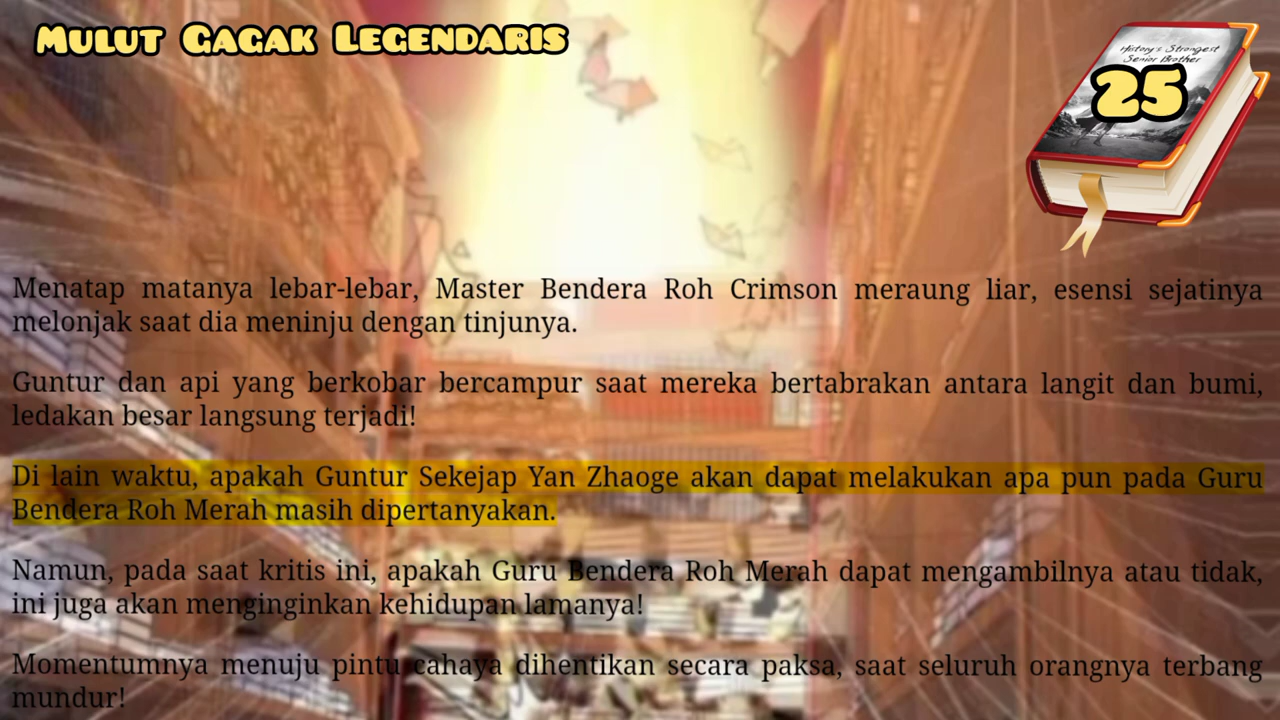 Mulut Gagak Legendaris
History's Strongest
Senior Brother
25
Menatap matanya lebar-lebar, Master Bendera Roh Crimson meraung liar, esensi sejatinya
melonjak saat dia meninju dengan tinjunya.
Guntur dan api yang berkobar bercampur saat mereka bertabrakan antara langit dan bumi,
ledakan besar langsung terjadi!
Di lain waktu, apakah Guntur Sekejap Yan Zhaoge akan dapat melakukan apa pun pada Guru
Bendera Roh Merah masih dipertanyakan.
Namun, pada saat kritis ini, apakah Guru Bendera Roh Merah dapat mengambilnya atau tidak,
ini juga akan menginginkan kehidupan lamanya!
Momentumnya menuju pintu cahaya dihentikan secara paksa, saat seluruh orangnya terbang
mundur!